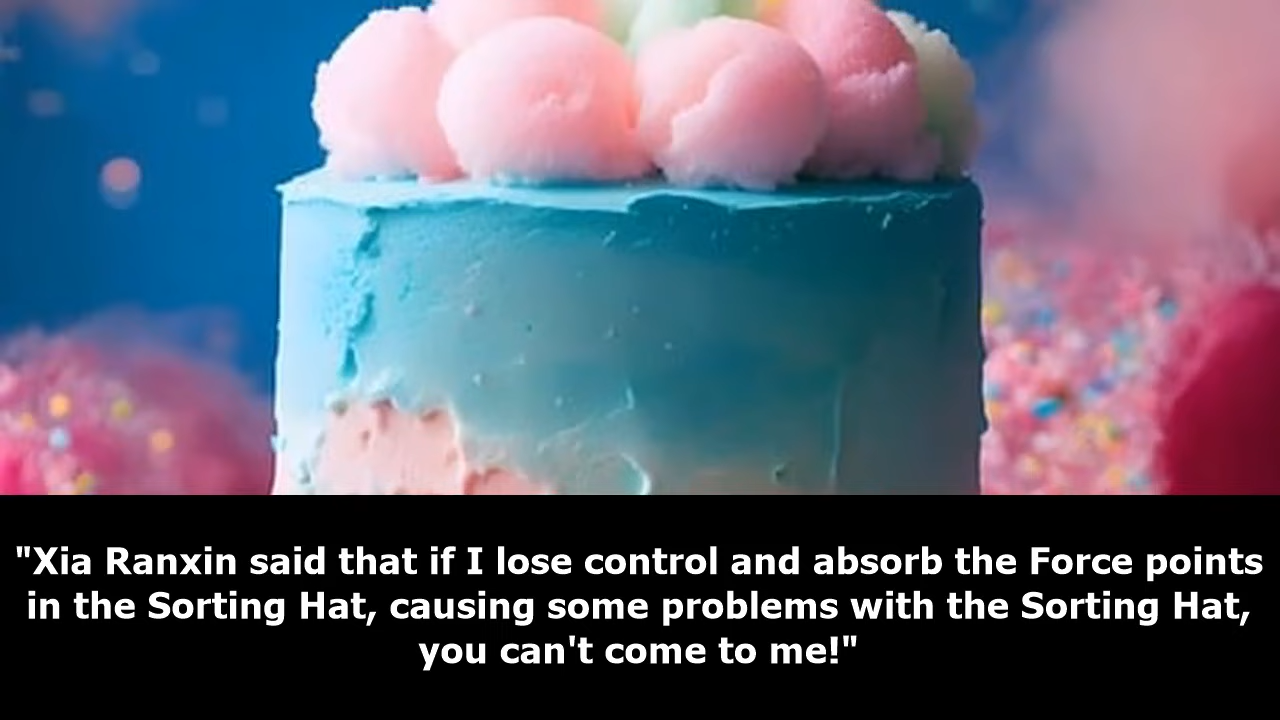 "Xia Ranxin said that if I lose control and absorb the Force points
in the Sorting Hat, causing some problems with the Sorting Hat,
you can't come to me!"